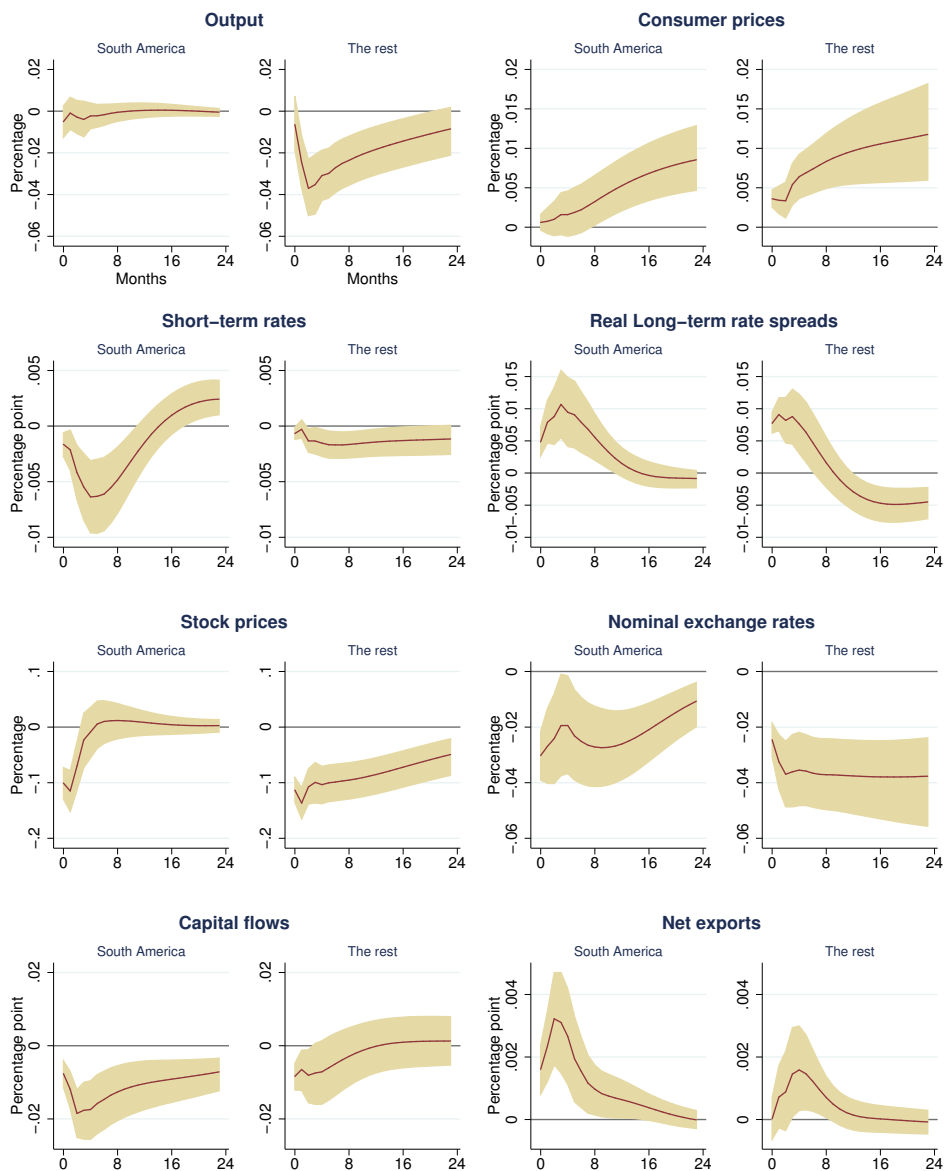 Output
South America
The rest
Percentage
.02
0
−.02
−.04
−.06
0 8 16 24
Months
.02
0
−.02
−.04
−.06
0 8 16 24
Months
Consumer prices
South America
The rest
Percentage
.02
.015
.01
.005
0
0 8 16 24
.02
.015
.01
.005
0
0 8 16 24
Short−term rates
South America
The rest
Percentage point
.005
0
−.005
−.01
0 8 16 24
.005
0
−.005
−.01
0 8 16 24
Real Long−term rate spreads
South America
The rest
Percentage point
.015
.01
.005
0
−.005
−.01
0 8 16 24
.015
.01
.005
0
−.005
−.01
0 8 16 24
Stock prices
South America
The rest
Percentage
.1
0
−.1
−.2
0 8 16 24
.1
0
−.1
−.2
0 8 16 24
Nominal exchange rates
South America
The rest
Percentage
0
−.02
−.04
−.06
0 8 16 24
0
−.02
−.04
−.06
0 8 16 24
Capital flows
South America
The rest
Percentage point
.02
0
−.02
0 8 16 24
.02
0
−.02
0 8 16 24
Net exports
South America
The rest
Percentage point
.004
.002
0
0 8 16 24
.004
.002
0
0 8 16 24